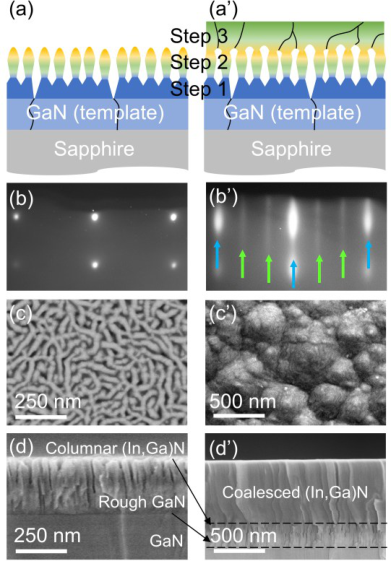 (a)
(a')
Step 3
Step 2
Step 1
GaN (template)
GaN (template)
Sapphire
Sapphire
(b)
(b')
(c)
(c')
250 nm
500 nm
(d)
(d')
Columnar (In,Ga)N
Coalesced (In,Ga)N
Rough GaN
250 nm
GaN
500 nm